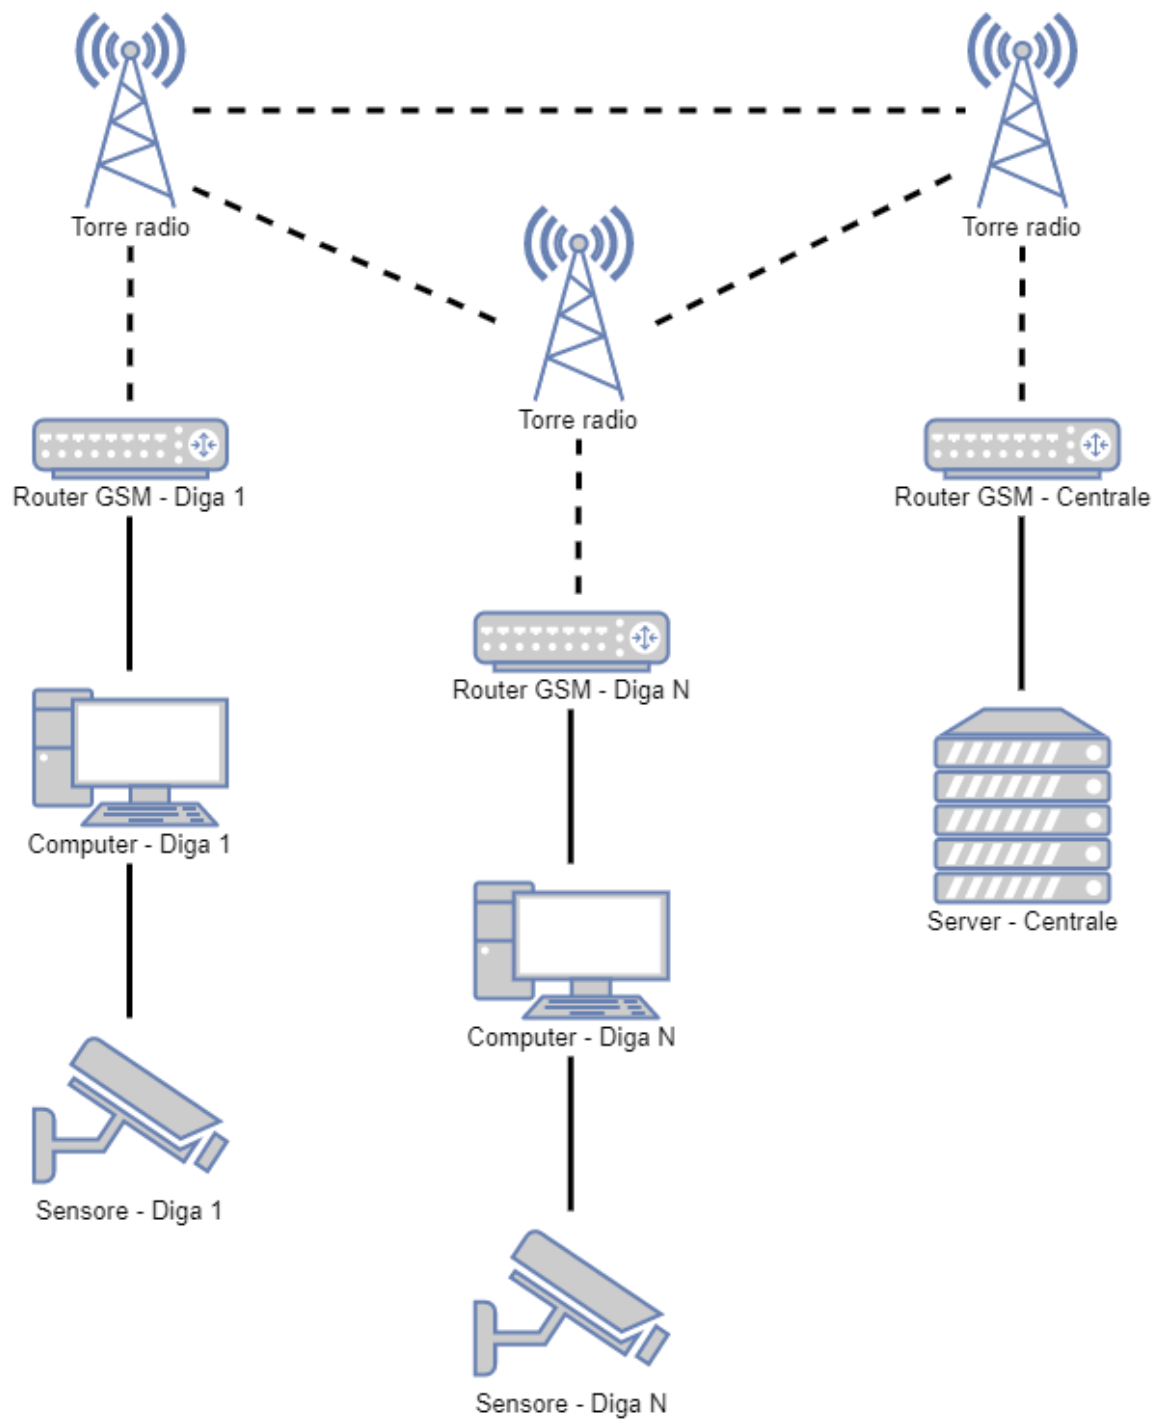 Torre radio
Torre radio
Torre radio
Router GSM - Diga 1
Router GSM - Centrale
Router GSM - Diga N
Computer - Diga 1
Server - Centrale
Computer - Diga N
Sensore - Diga 1
Sensore - Diga N